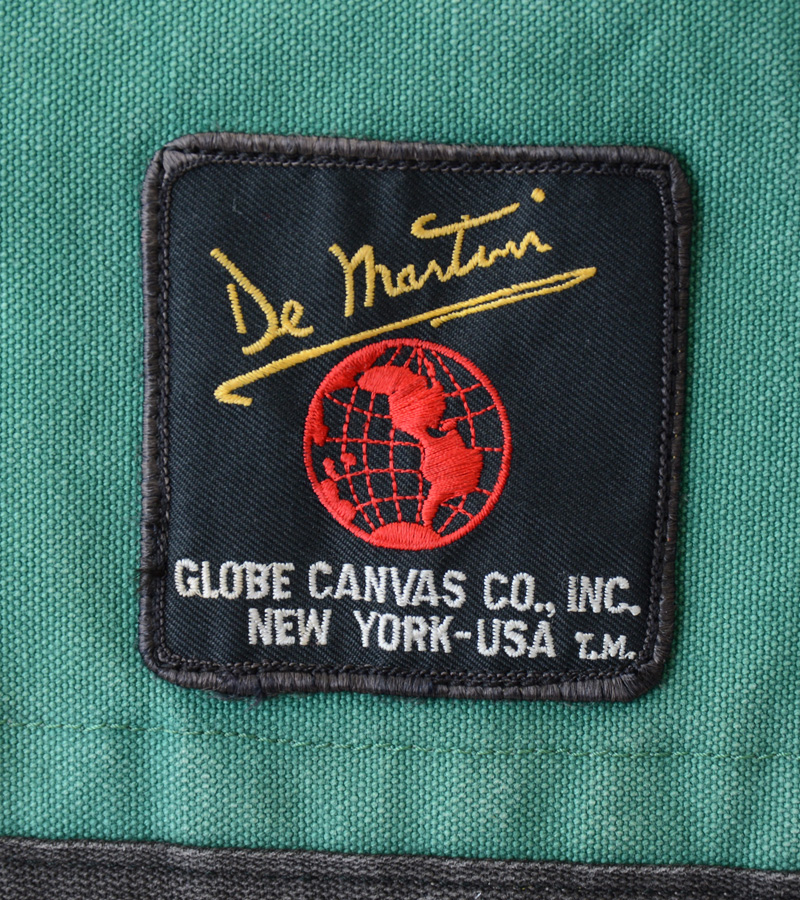 De Martini
GLOBE CANVAS CO., INC.
NEW YORK-USA T.M.